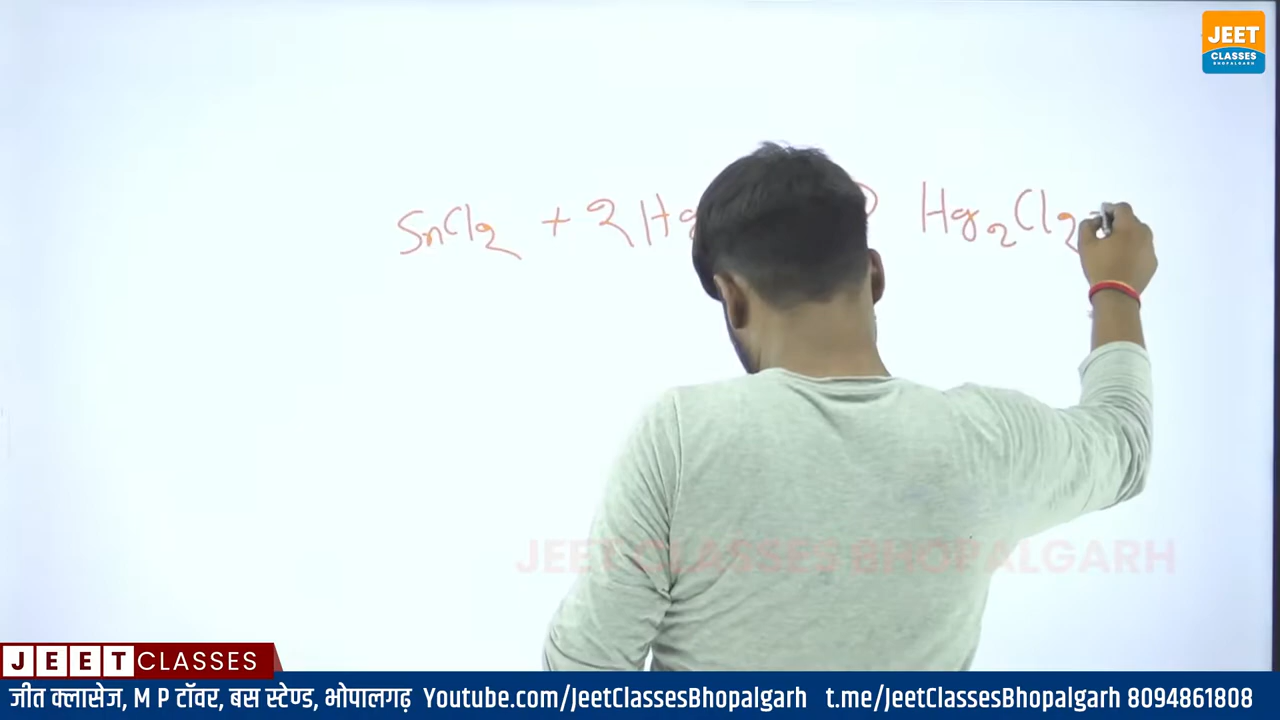 JEET
CLASSES
BHOPALGARH
SnCl2 + 2Hg Hg2Cl2 +
JEET CLASSES BHOPALGARH
JEET CLASSES
जीत क्लासेज, M P टॉवर, बस स्टेण्ड, भोपालगढ़ Youtube.com/JeetClassesBhopalgarh t.me/JeetClassesBhopalgarh 8094861808